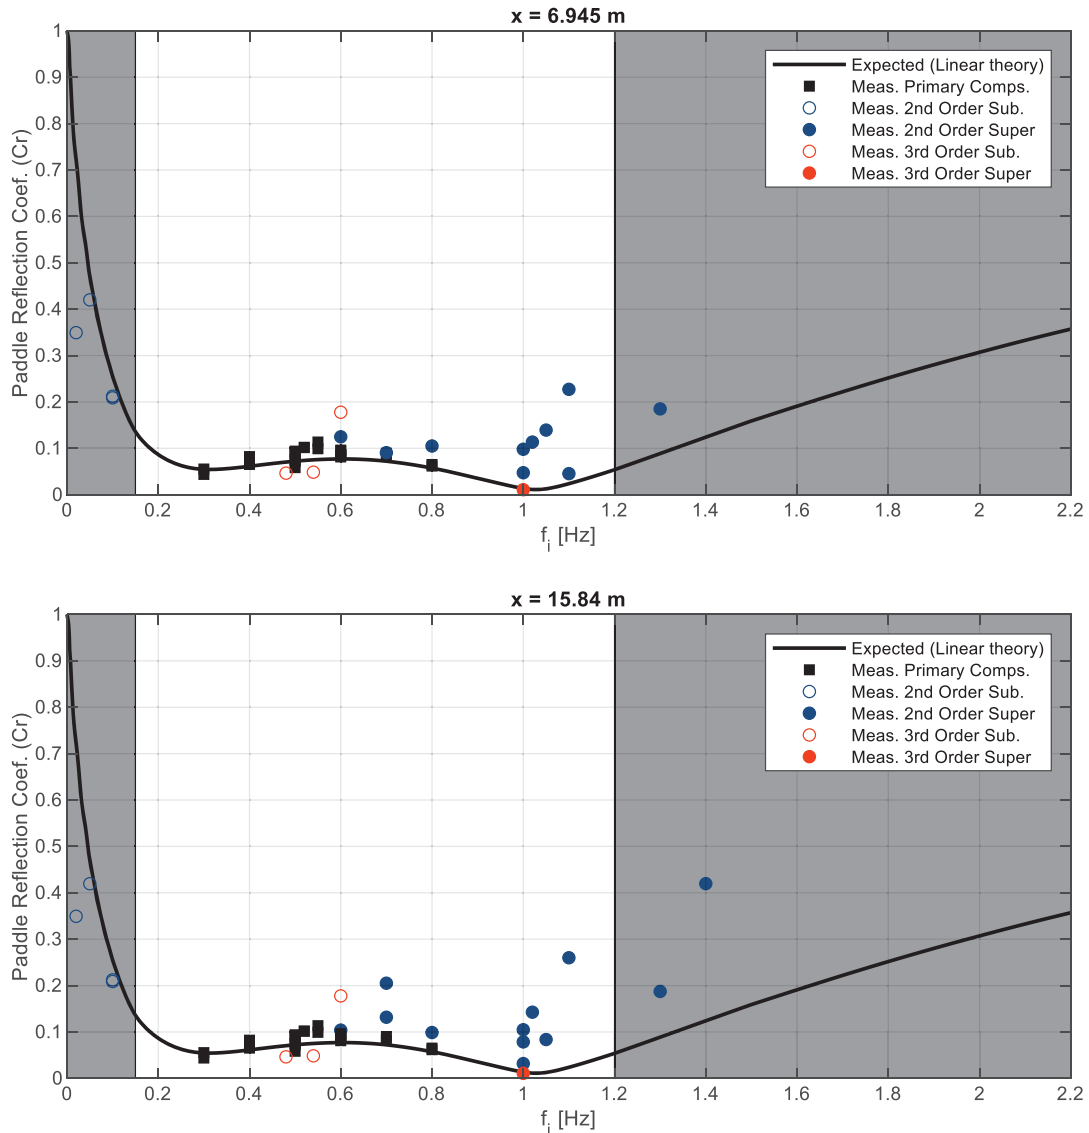 x = 6.945 m
1
0.9
0.8
0.7
0.6
0.5
0.4
0.3
0.2
0.1
0
Paddle Reflection Coef. (Cr)
Expected (Linear theory)
Meas. Primary Comps.
Meas. 2nd Order Sub.
Meas. 2nd Order Super
Meas. 3rd Order Sub.
Meas. 3rd Order Super
0 0.2 0.4 0.6 0.8 1 1.2 1.4 1.6 1.8 2 2.2
f_i [Hz]
x = 15.84 m
1
0.9
0.8
0.7
0.6
0.5
0.4
0.3
0.2
0.1
0
Paddle Reflection Coef. (Cr)
Expected (Linear theory)
Meas. Primary Comps.
Meas. 2nd Order Sub.
Meas. 2nd Order Super
Meas. 3rd Order Sub.
Meas. 3rd Order Super
0 0.2 0.4 0.6 0.8 1 1.2 1.4 1.6 1.8 2 2.2
f_i [Hz]